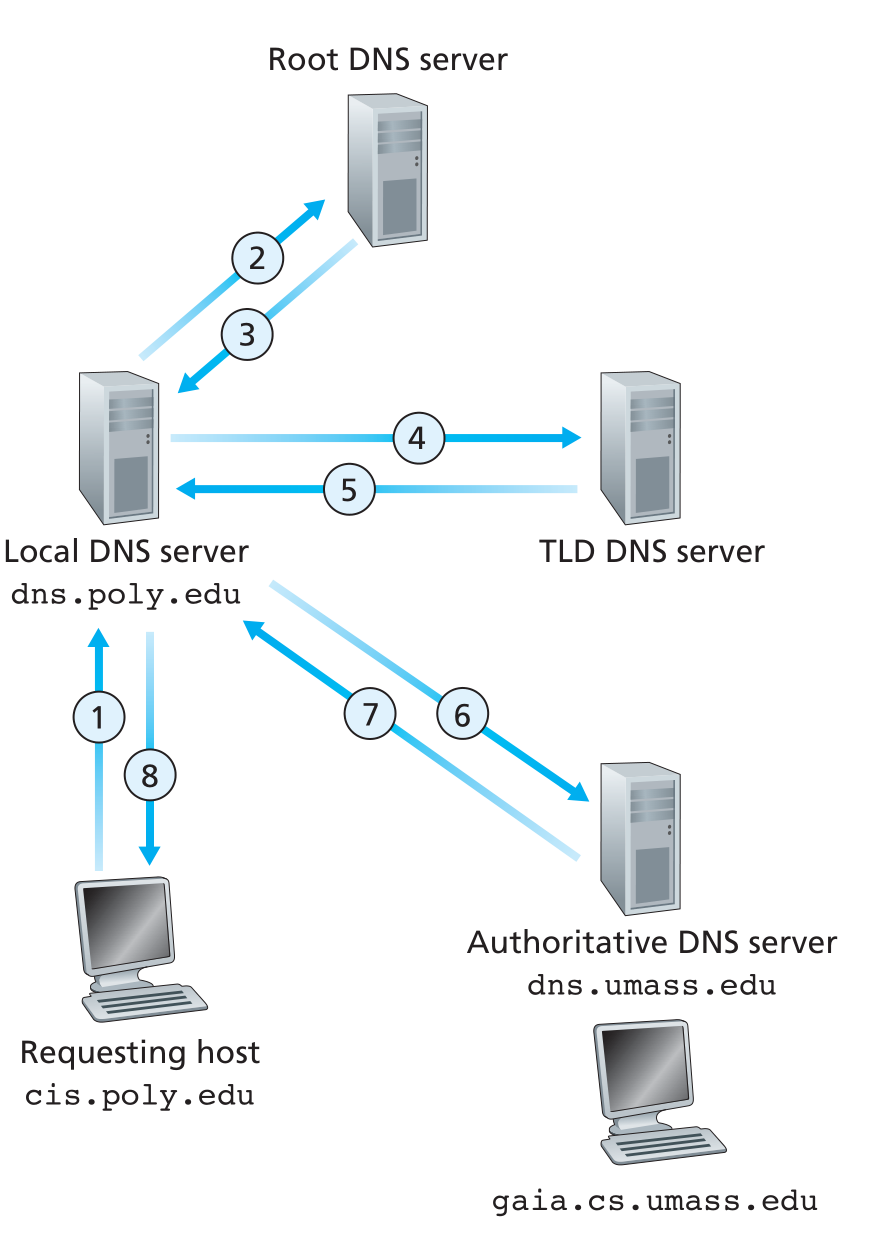 Root DNS server
2
3
4
5
Local DNS server
dns.poly.edu
TLD DNS server
1
8
7
6
Authoritative DNS server
dns.umass.edu
Requesting host
cis.poly.edu
gaia.cs.umass.edu